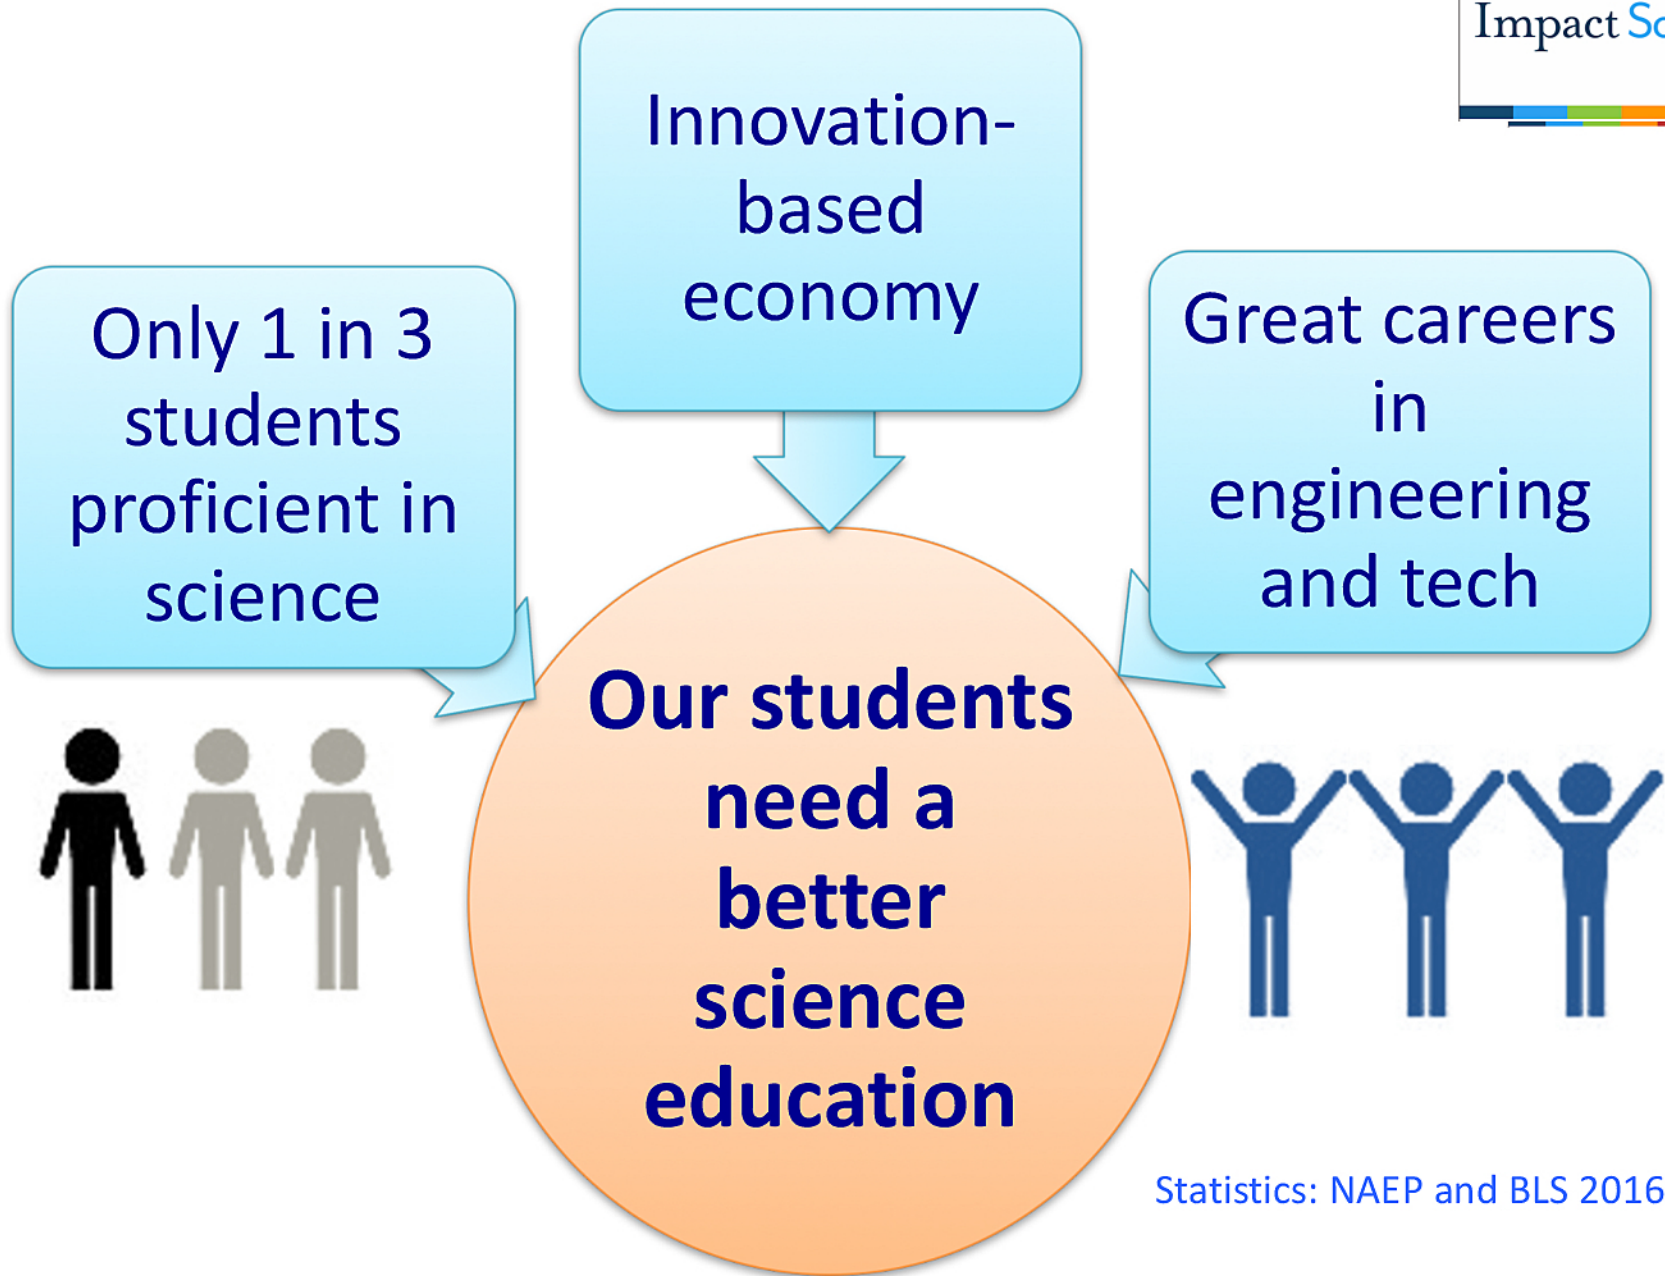 Impact
Innovation-
based
economy
Only 1 in 3
students
proficient in
science
Great careers
in
engineering
and tech
Our students
need a
better
science
education
Statistics: NAEP and BLS 2016